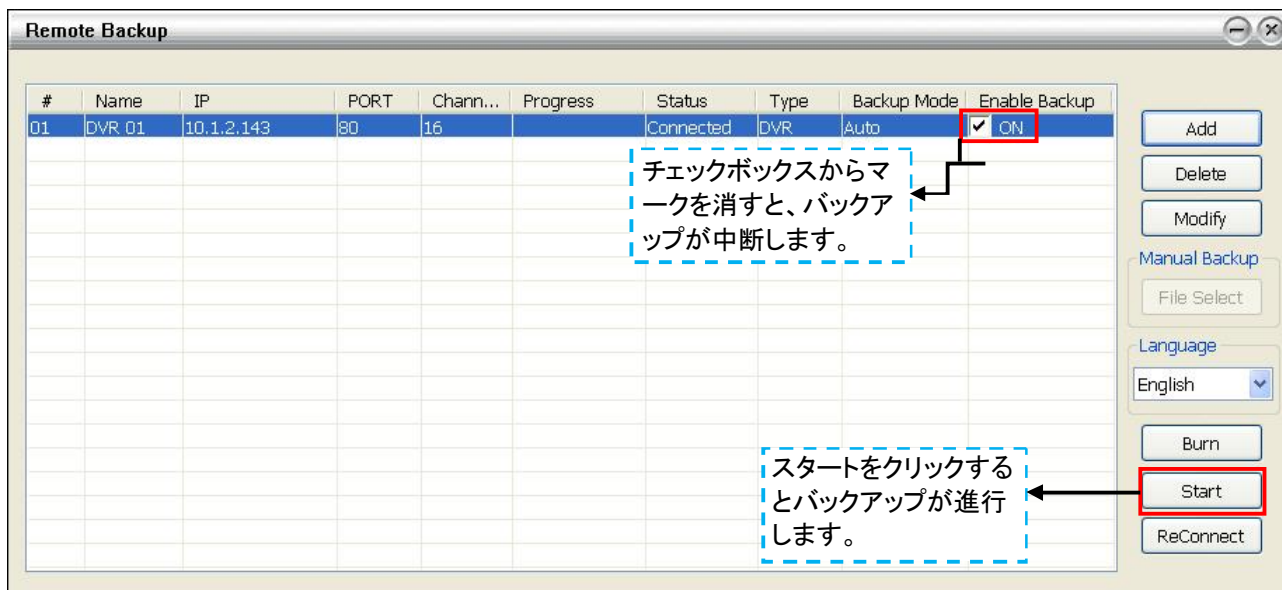 Remote Backup
# Name IP PORT Chann... Progress Status Type Backup Mode Enable Backup
01 DVR 01 10.1.2.143 80 16 Connected DVR Auto ON
Add
チェックボックスからマ
ークを消すと、バックア
ップが中断します。
Delete
Modify
Manual Backup
File Select
Language
English
Burn
スタートをクリックする
とバックアップが進行
します。
Start
ReConnect